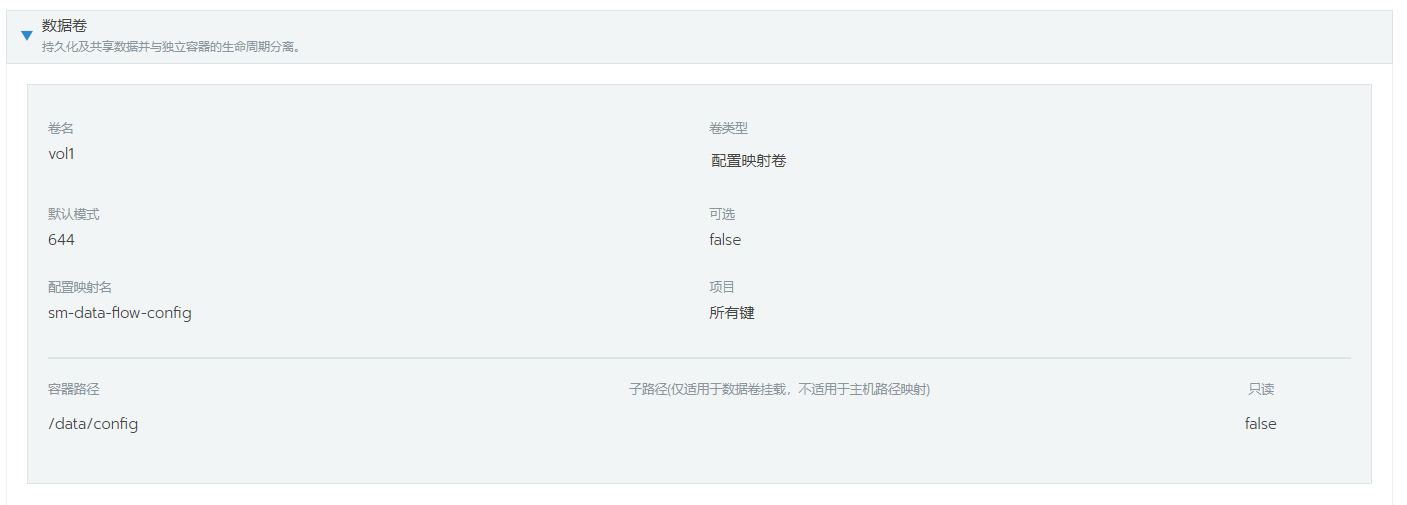 数据卷
持久化及共享数据并与独立容器的生命周期分离。
卷名
卷类型
vol1
配置映射卷
默认模式
可选
644
false
配置映射名
项目
sm-data-flow-config
所有键
容器路径
子路径(仅适用于数据卷挂载，不适用于主机路径映射)
只读
/data/config
false